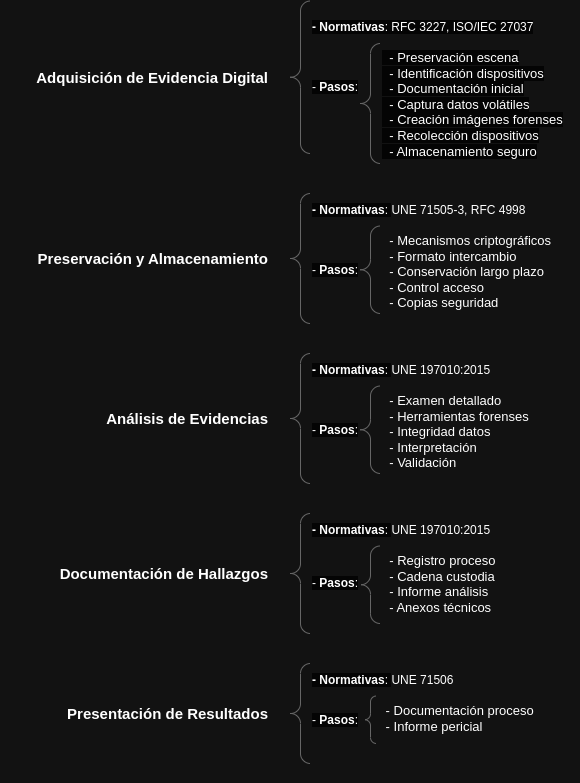 Adquisición de Evidencia Digital
- Normativas: RFC 3227, ISO/IEC 27037
- Pasos:
- Preservación escena
- Identificación dispositivos
- Documentación inicial
- Captura datos volátiles
- Creación imágenes forenses
- Recolección dispositivos
- Almacenamiento seguro
Preservación y Almacenamiento
- Normativas: UNE 71505-3, RFC 4998
- Pasos:
- Mecanismos criptográficos
- Formato intercambio
- Conservación largo plazo
- Control acceso
- Copias seguridad
Análisis de Evidencias
- Normativas: UNE 197010:2015
- Pasos:
- Examen detallado
- Herramientas forenses
- Integridad datos
- Interpretación
- Validación
Documentación de Hallazgos
- Normativas: UNE 197010:2015
- Pasos:
- Registro proceso
- Cadena custodia
- Informe análisis
- Anexos técnicos
Presentación de Resultados
- Normativas: UNE 71506
- Pasos:
- Documentación proceso
- Informe pericial